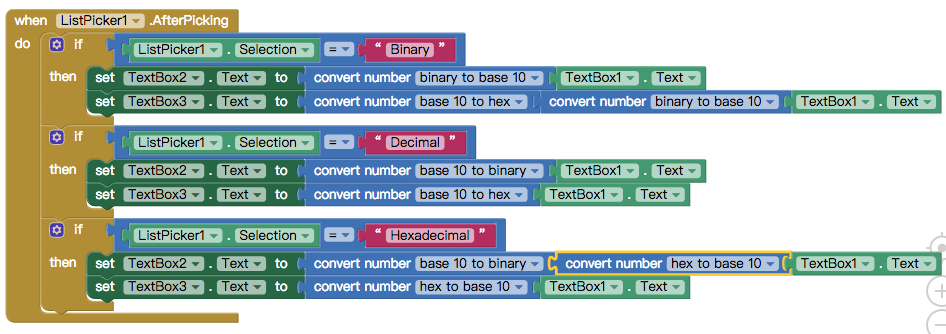 when ListPicker1 .AfterPicking
do if ListPicker1 . Selection = " Binary "
then set TextBox2 . Text to convert number binary to base 10 TextBox1 . Text
set TextBox3 . Text to convert number base 10 to hex convert number binary to base 10 TextBox1 . Text
if ListPicker1 . Selection = " Decimal "
then set TextBox2 . Text to convert number base 10 to binary TextBox1 . Text
set TextBox3 . Text to convert number base 10 to hex TextBox1 . Text
if ListPicker1 . Selection = " Hexadecimal "
then set TextBox2 . Text to convert number base 10 to binary convert number hex to base 10 TextBox1 . Text
set TextBox3 . Text to convert number hex to base 10 TextBox1 . Text